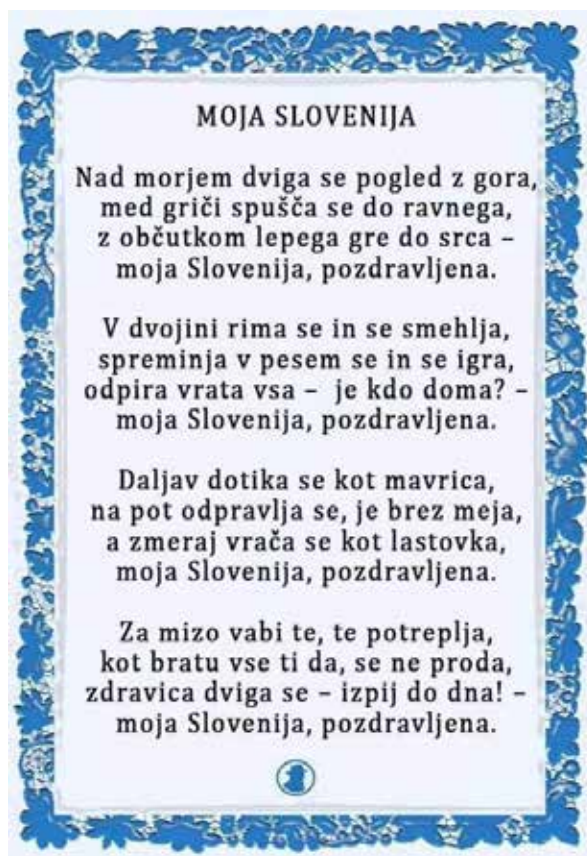 MOJA SLOVENIJA
Nad morjem dviga se pogled z gora,
med griči spušča se do ravnega,
z občutkom lepega gre do srca –
moja Slovenija, pozdravljena.
V dvojini rima se in se smehlja,
spreminja v pesem se in se igra,
odpira vrata vsa – je kdo doma? –
moja Slovenija, pozdravljena.
Daljav dotika se kot mavrica,
na pot odpravlja se, je brez meja,
a zmeraj vrača se kot lastovka,
moja Slovenija, pozdravljena.
Za mizo vabi te, te potreplja,
kot bratu vse ti da, se ne proda,
zdravica dviga se – izpij do dna! –
moja Slovenija, pozdravljena.